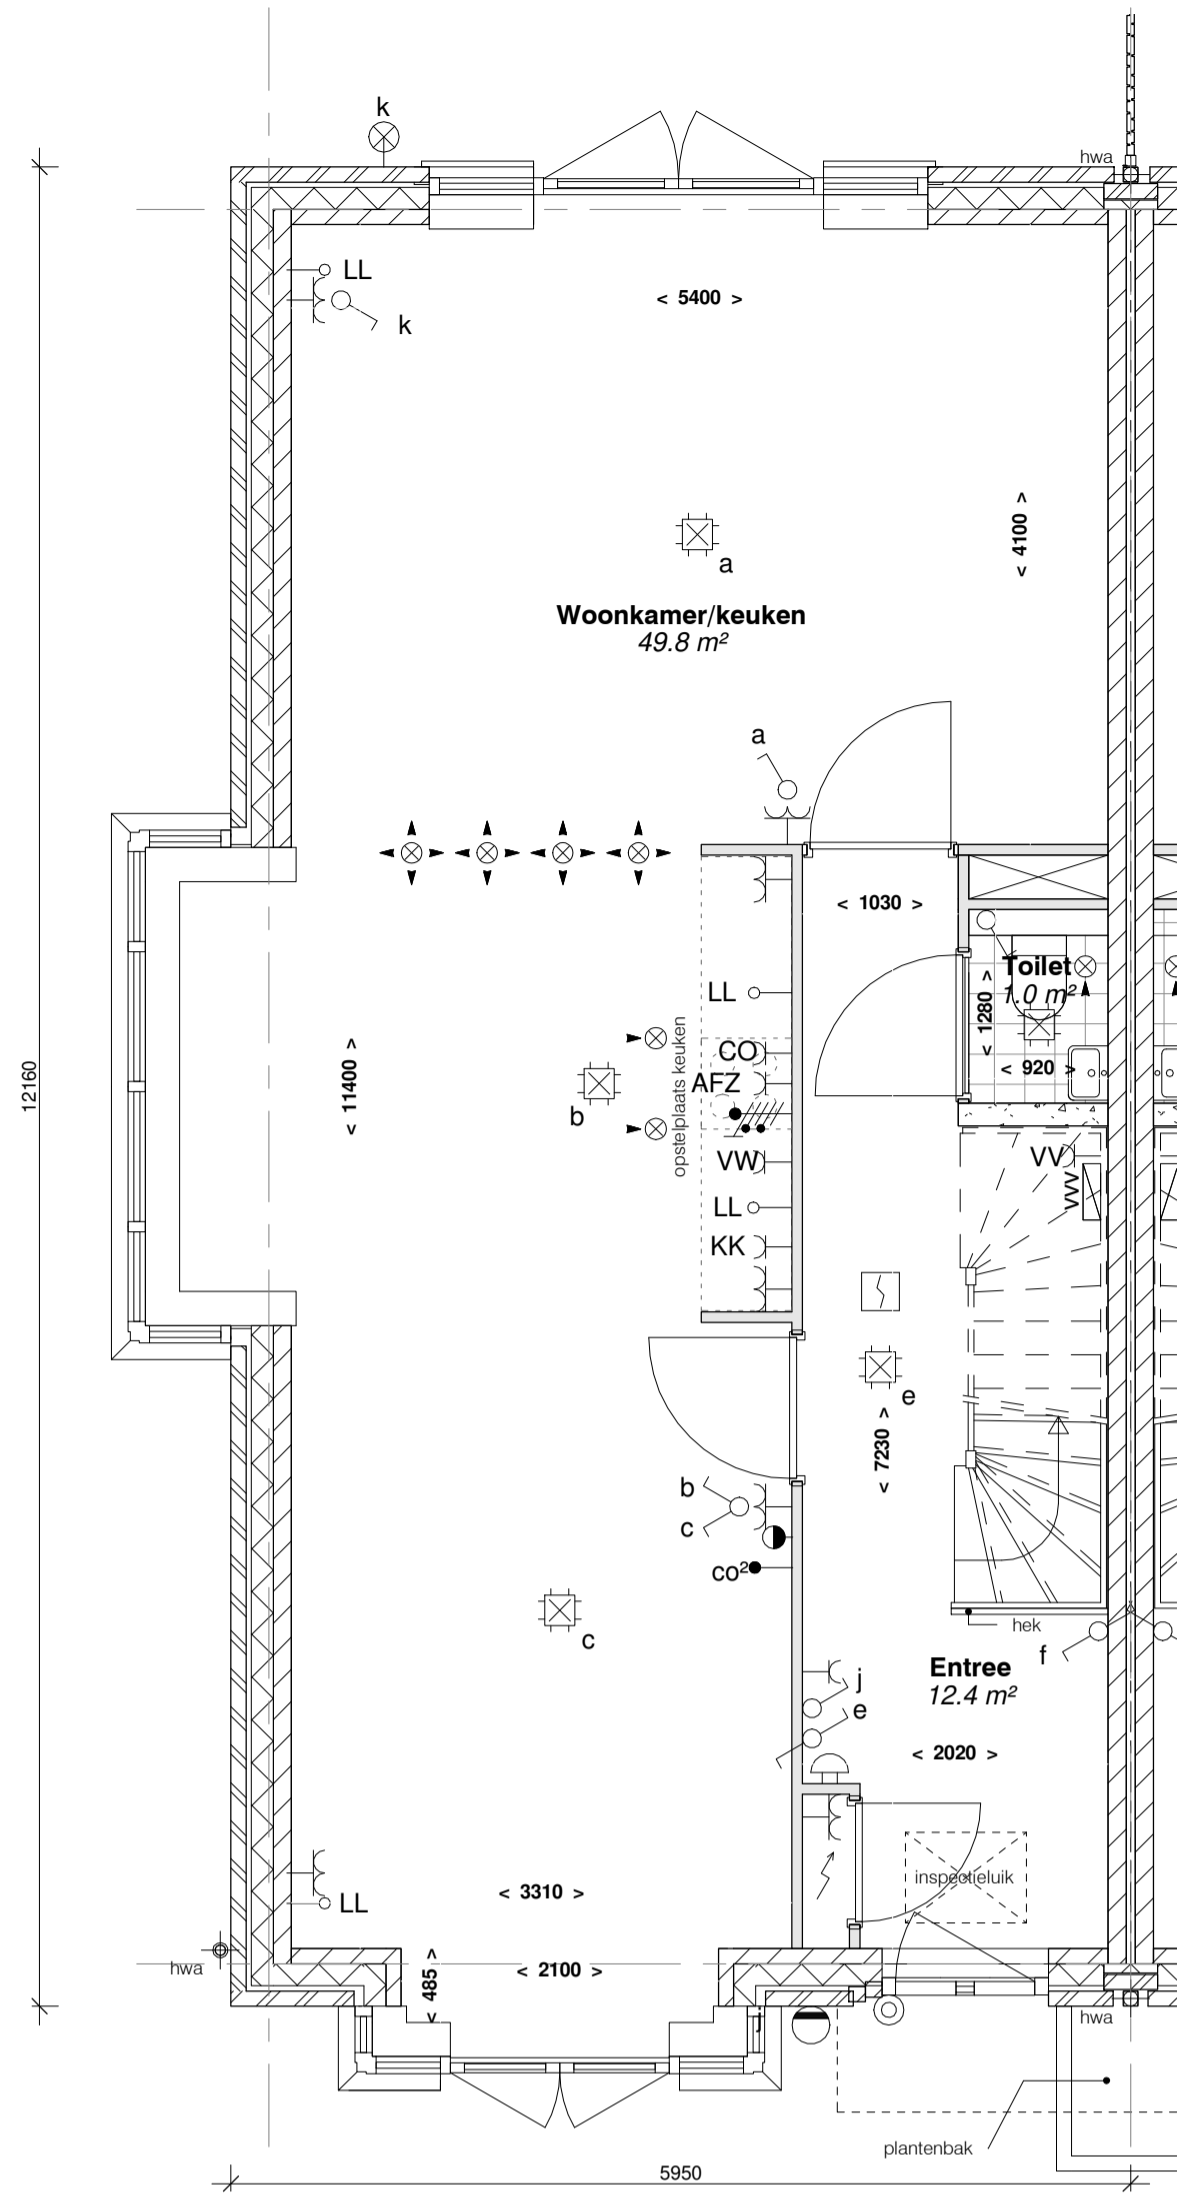 k
hwa
LL
k
< 5400 >
< 4100 >
a
Woonkamer/keuken
49.8 m²
a
< 1030 >
Toilet
1.0 m²
< 1280 >
< 920 >
LL
CO
AFZ
opstelplaats keuken
b
VW
LL
KK
VV
VVV
12160
< 11400 >
e
< 7230 >
b
c
co²
c
hek
f
Entree
12.4 m²
j
e
< 2020 >
inspectieluik
< 3310 >
LL
hwa
< 485 >
< 2100 >
j
hwa
plantenbak
5950